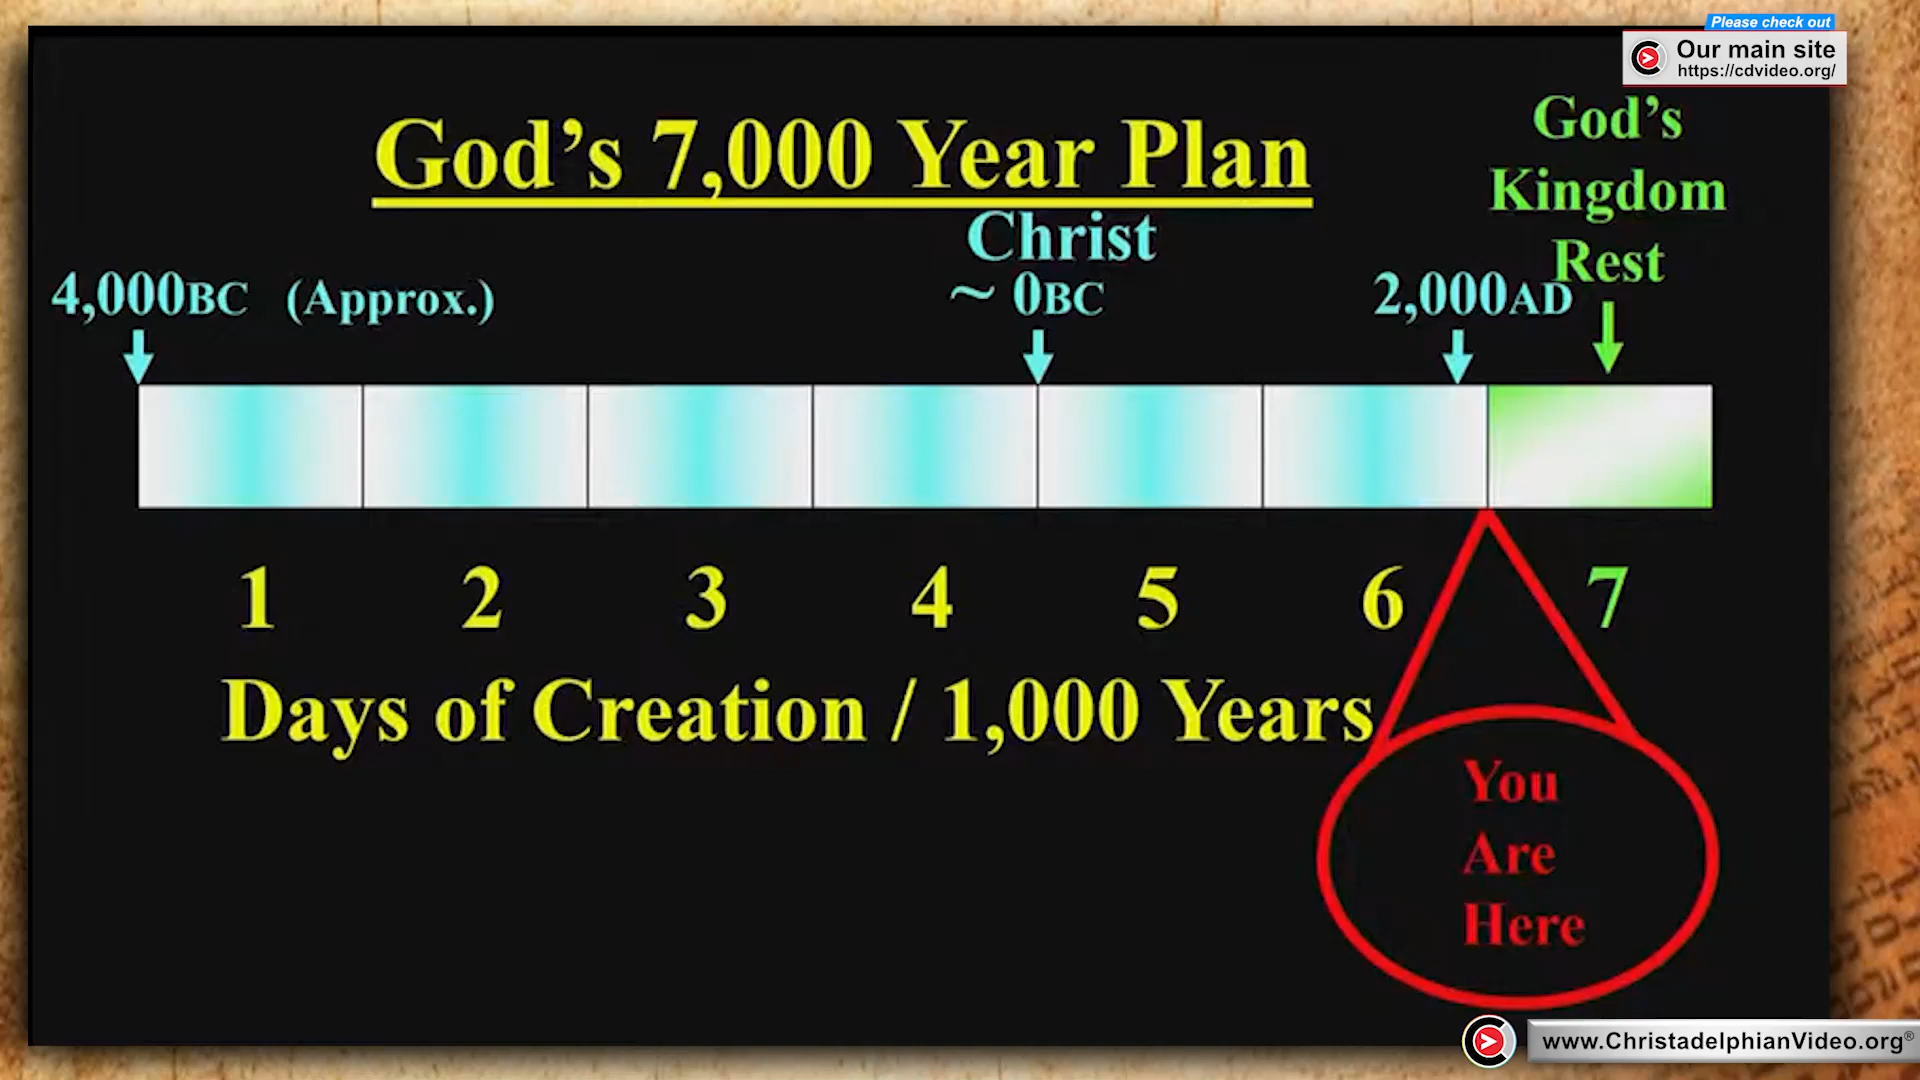 Please check out
Our main site
https://cdvideo.org/
God's 7,000 Year Plan
God's
Kingdom
Rest
Christ
4,000BC (Approx.)
~ 0BC
2,000AD
1 2 3 4 5 6 7
Days of Creation / 1,000 Years
You
Are
Here
www.ChristadelphianVideo.org®